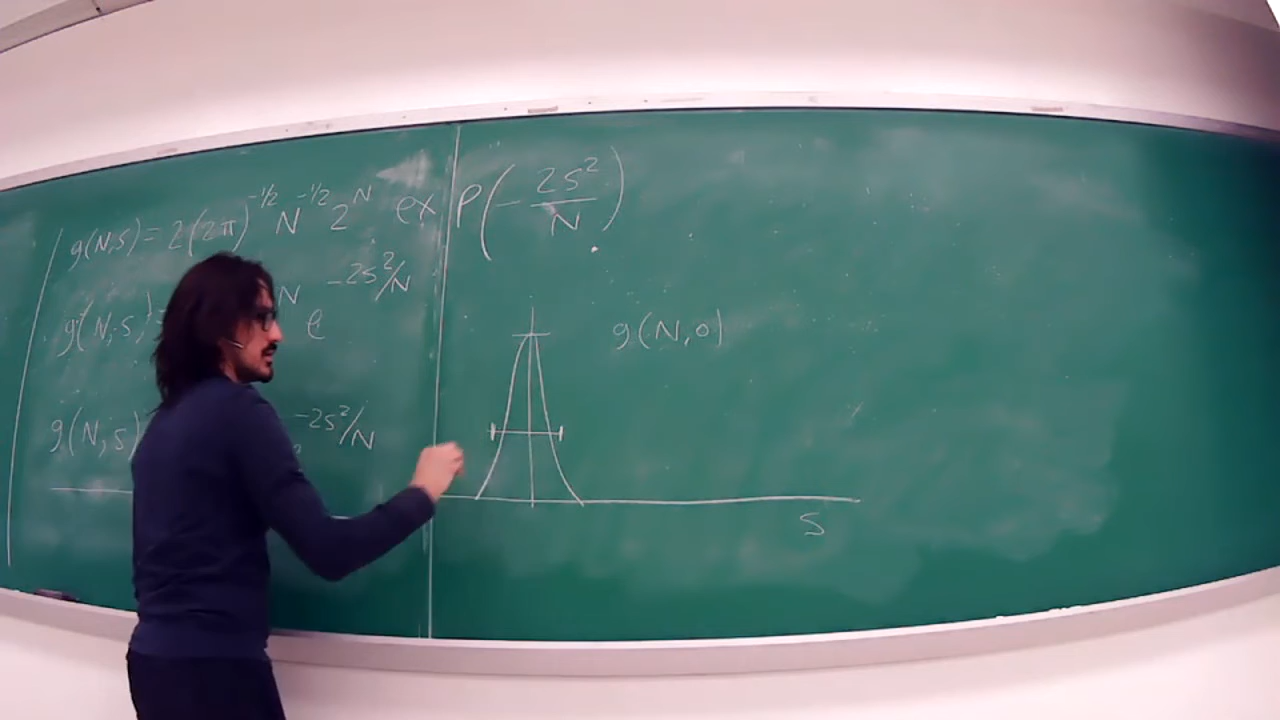 g(N,s) = 2(2π)^{-1/2} N^{-1/2} 2^N exp(-2s²/N)
g(N,s) = N e^{-2s²/N}
g(N,0)
g(N,s) e^{-2s²/N}
s